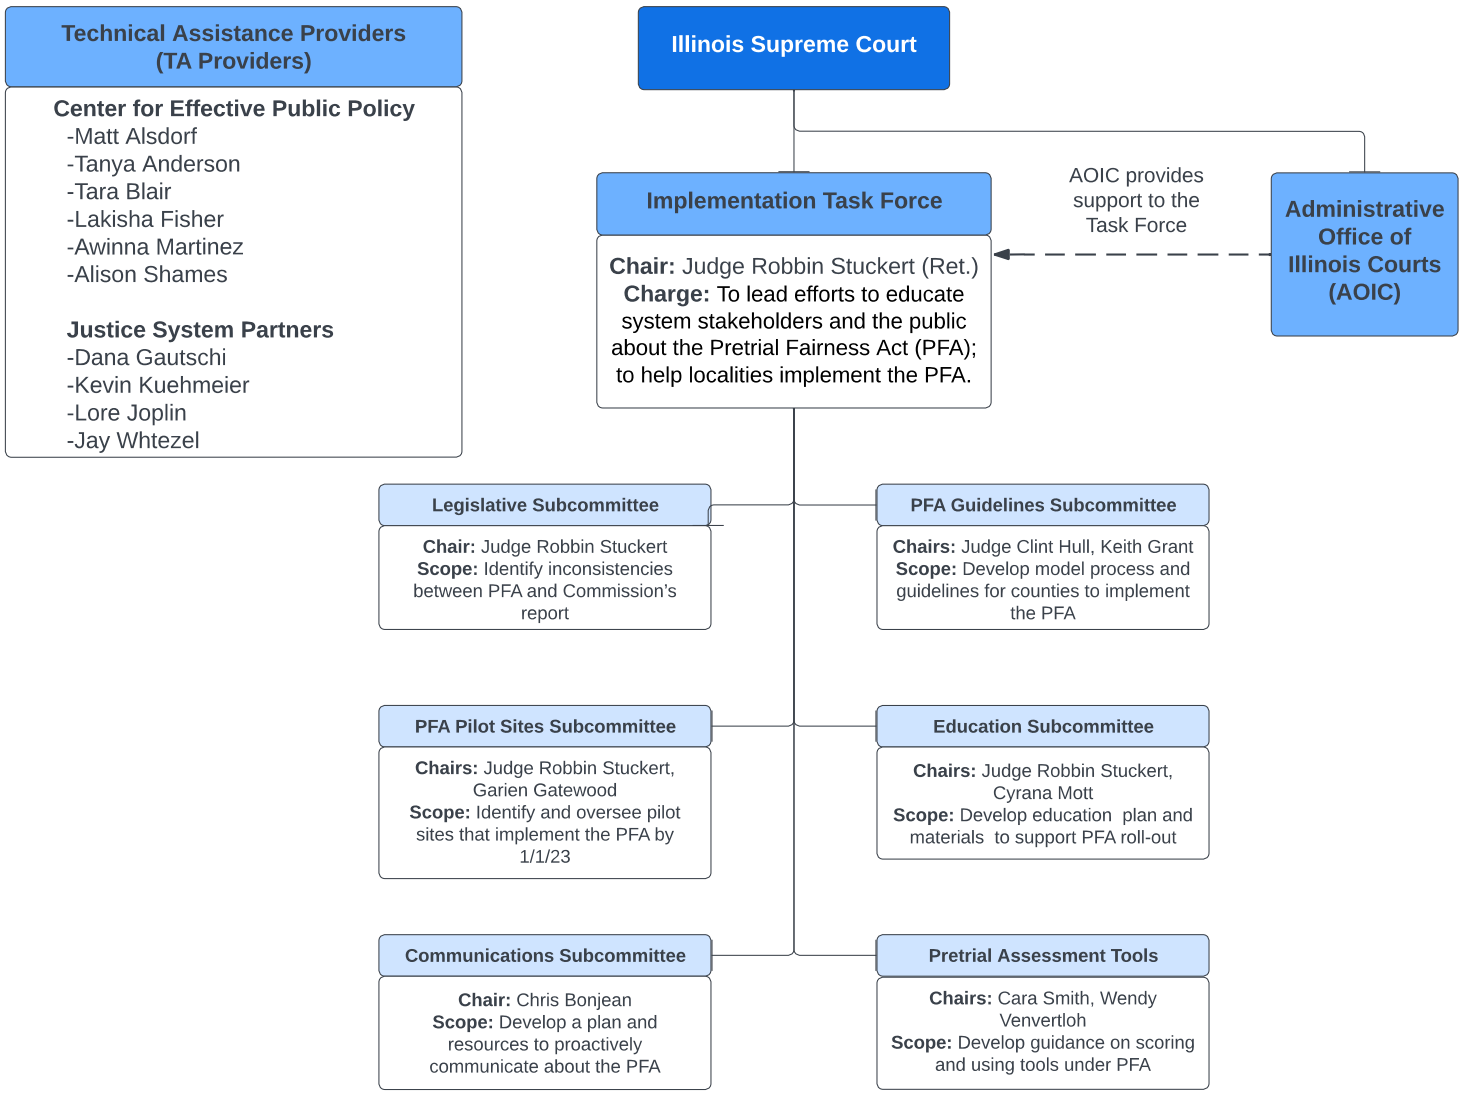 Technical Assistance Providers
(TA Providers)
Center for Effective Public Policy
-Matt Alsdorf
-Tanya Anderson
-Tara Blair
-Lakisha Fisher
-Awinna Martinez
-Alison Shames
Justice System Partners
-Dana Gautschi
-Kevin Kuehmeier
-Lore Joplin
-Jay Whtezel
Illinois Supreme Court
Implementation Task Force
Chair: Judge Robbin Stuckert (Ret.)
Charge: To lead efforts to educate
system stakeholders and the public
about the Pretrial Fairness Act (PFA);
to help localities implement the PFA.
AOIC provides
support to the
Task Force
Administrative
Office of
Illinois Courts
(AOIC)
Legislative Subcommittee
Chair: Judge Robbin Stuckert
Scope: Identify inconsistencies
between PFA and Commission’s
report
PFA Guidelines Subcommittee
Chairs: Judge Clint Hull, Keith Grant
Scope: Develop model process and
guidelines for counties to implement
the PFA
PFA Pilot Sites Subcommittee
Chairs: Judge Robbin Stuckert,
Garien Gatewood
Scope: Identify and oversee pilot
sites that implement the PFA by
1/1/23
Education Subcommittee
Chairs: Judge Robbin Stuckert,
Cyrana Mott
Scope: Develop education  plan and
materials  to support PFA roll-out
Communications Subcommittee
Chair: Chris Bonjean
Scope: Develop a plan and
resources to proactively
communicate about the PFA
Pretrial Assessment Tools
Chairs: Cara Smith, Wendy
Venvertloh
Scope: Develop guidance on scoring
and using tools under PFA